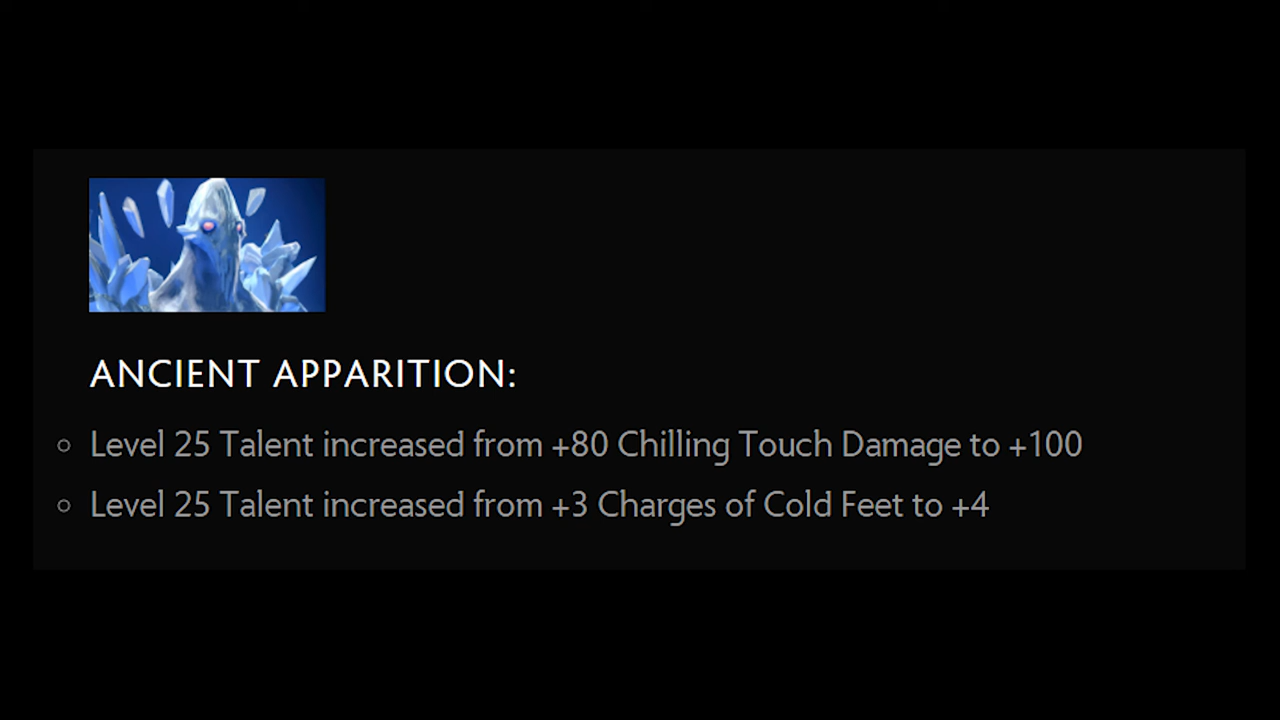 ANCIENT APPARITION:
Level 25 Talent increased from +80 Chilling Touch Damage to +100
Level 25 Talent increased from +3 Charges of Cold Feet to +4